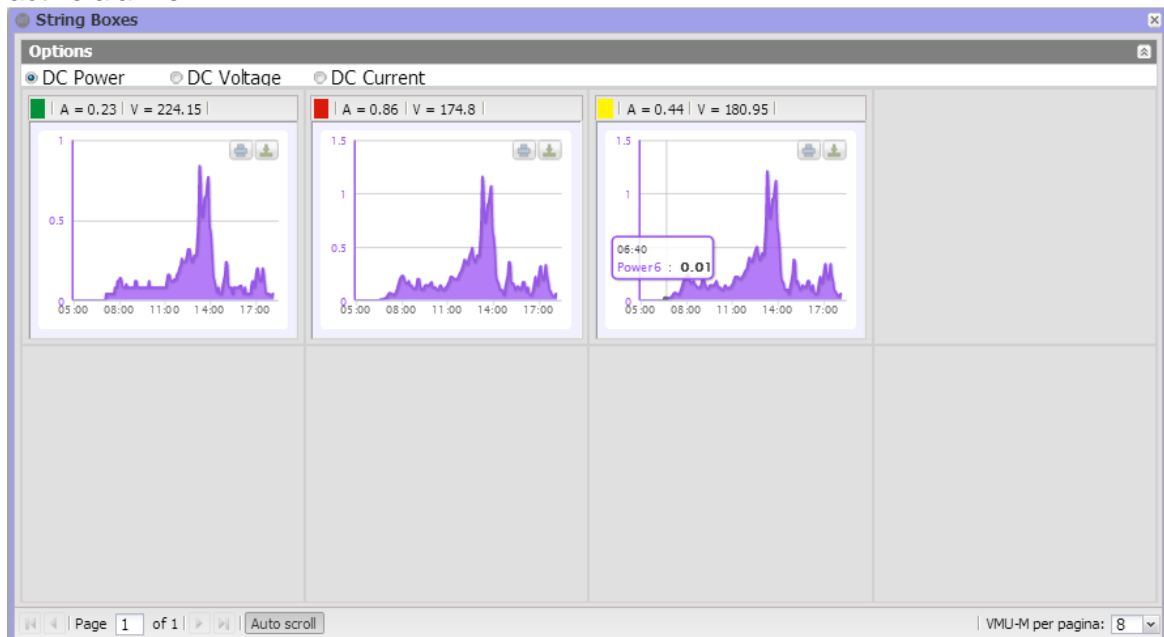 String Boxes
Options
DC Power DC Voltage DC Current
A = 0.23 V = 224.15
1
0.5
0
05:00 08:00 11:00 14:00 17:00
A = 0.86 V = 174.8
1.5
1
0.5
0
05:00 08:00 11:00 14:00 17:00
A = 0.44 V = 180.95
1.5
1
06:40
Power6 : 0.01
0
05:00 08:00 11:00 14:00 17:00
Page 1 of 1 Auto scroll
VMU-M per pagina: 8